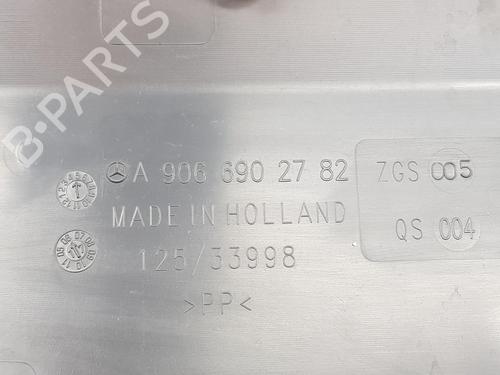 B-PARTS
A 906 690 27 82 ZGS 005
MADE IN HOLLAND QS 004
125/33998
>PP<